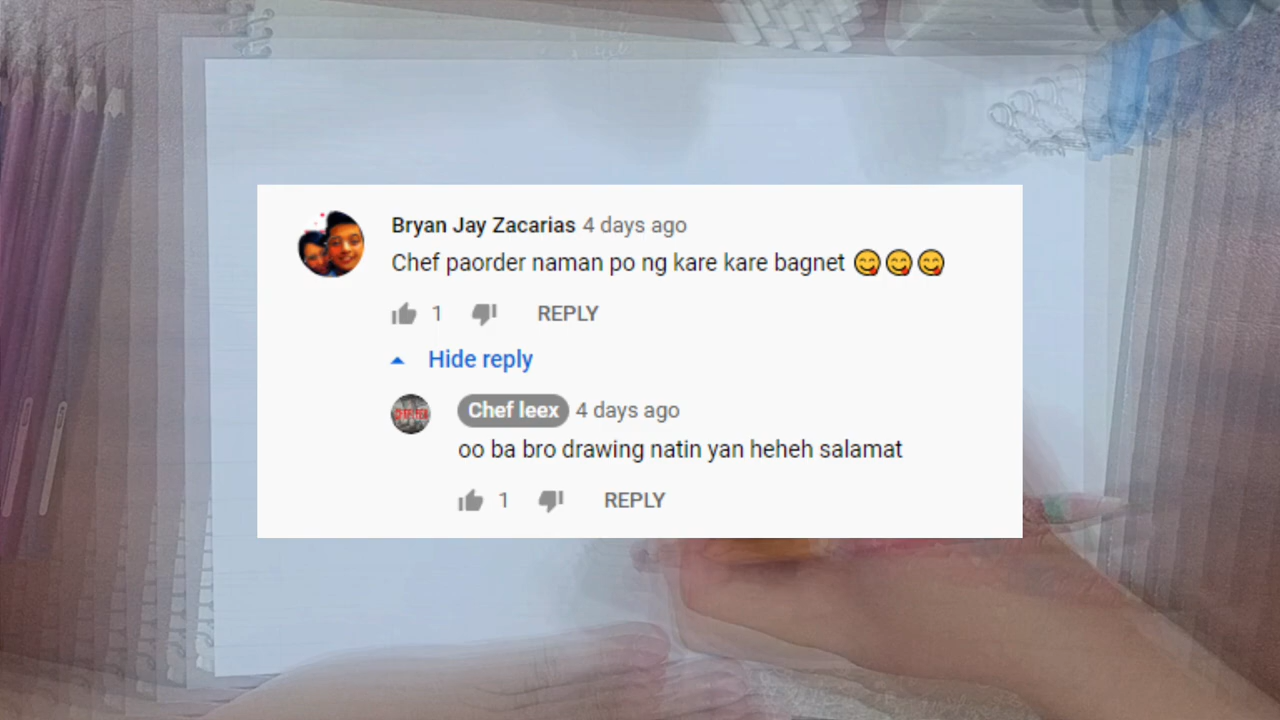 Bryan Jay Zacarias 4 days ago
Chef paorder naman po ng kare kare bagnet 😋😋😋
1 REPLY
Hide reply
Chef leex 4 days ago
oo ba bro drawing natin yan heheh salamat
1 REPLY